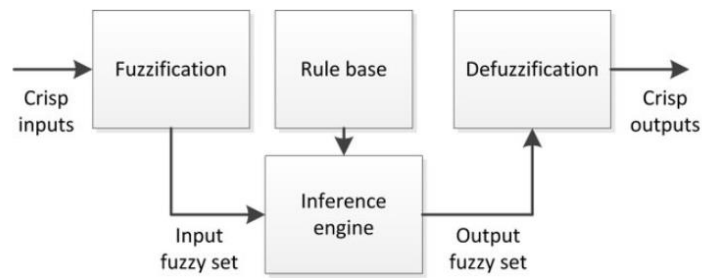 Fuzzification
Rule base
Defuzzification
Crisp
inputs
Crisp
outputs
Inference
engine
Input
fuzzy set
Output
fuzzy set